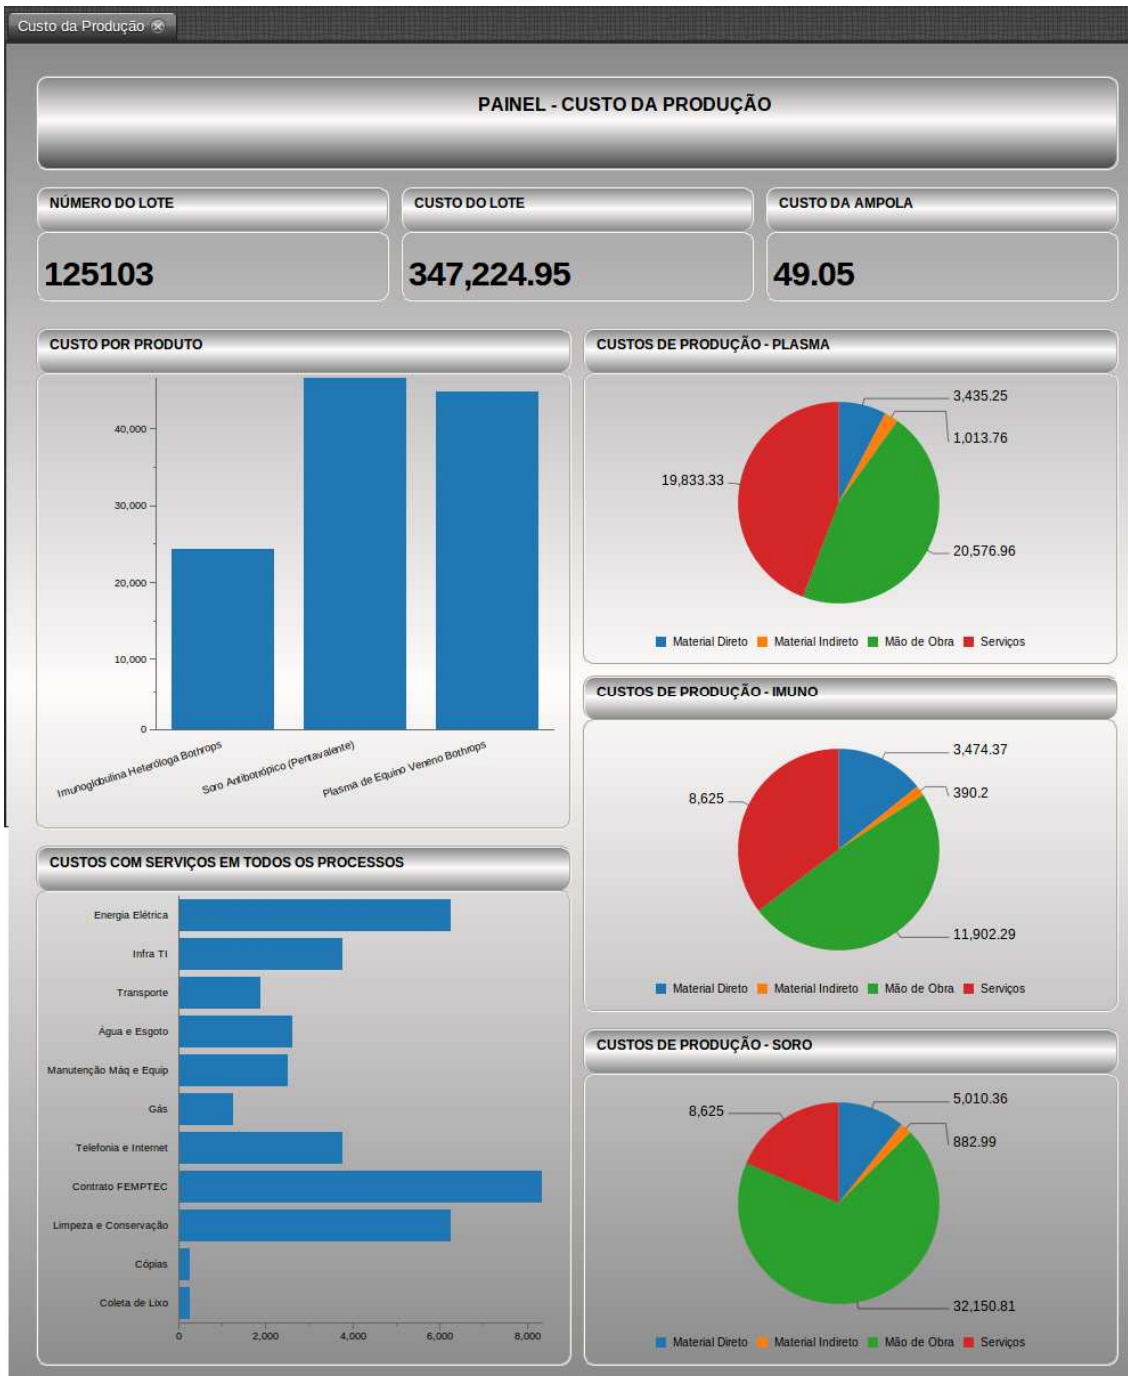 Custo da Produção
PAINEL - CUSTO DA PRODUÇÃO
NÚMERO DO LOTE
125103
CUSTO DO LOTE
347,224.95
CUSTO DA AMPOLA
49.05
CUSTO POR PRODUTO
40,000
30,000
20,000
10,000
0
Imunoglobulina Heteróloga Bothrops
Soro Antibotrópico (Pentavalente)
Plasma de Equino Veneno Bothrops
CUSTOS COM SERVIÇOS EM TODOS OS PROCESSOS
Energia Elétrica
Infra TI
Transporte
Água e Esgoto
Manutenção Máq e Equip
Gás
Telefonia e Internet
Contrato FEMPTEC
Limpeza e Conservação
Cópias
Coleta de Lixo
0 2,000 4,000 6,000 8,000
CUSTOS DE PRODUÇÃO - PLASMA
3,435.25
1,013.76
19,833.33
20,576.96
Material Direto Material Indireto Mão de Obra Serviços
CUSTOS DE PRODUÇÃO - IMUNO
3,474.37
390.2
8,625
11,902.29
Material Direto Material Indireto Mão de Obra Serviços
CUSTOS DE PRODUÇÃO - SORO
5,010.36
8,625
882.99
32,150.81
Material Direto Material Indireto Mão de Obra Serviços